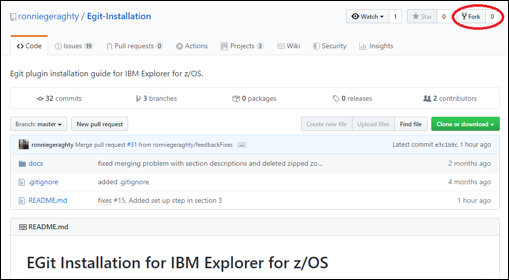 ronniegeraghty / Egit-Installation
Watch 1 Star 0 Fork 0
Code Issues 19 Pull requests 0 Actions Projects 3 Wiki Security Insights
Egit plugin installation guide for IBM Explorer for z/OS.
32 commits 3 branches 0 packages 0 releases 2 contributors
Branch: master New pull request Create new file Upload files Find file Clone or download
ronniegeraghty Merge pull request #31 from ronniegeraghty/feedbackFixes ... Latest commit e3c1b0c 1 hour ago
docs fixed merging problem with section descriptions and deleted zipped zo... 2 months ago
.gitignore added .gitignore 4 months ago
README.md fixes #15. Added set up step in section 3 1 hour ago
README.md
EGit Installation for IBM Explorer for z/OS